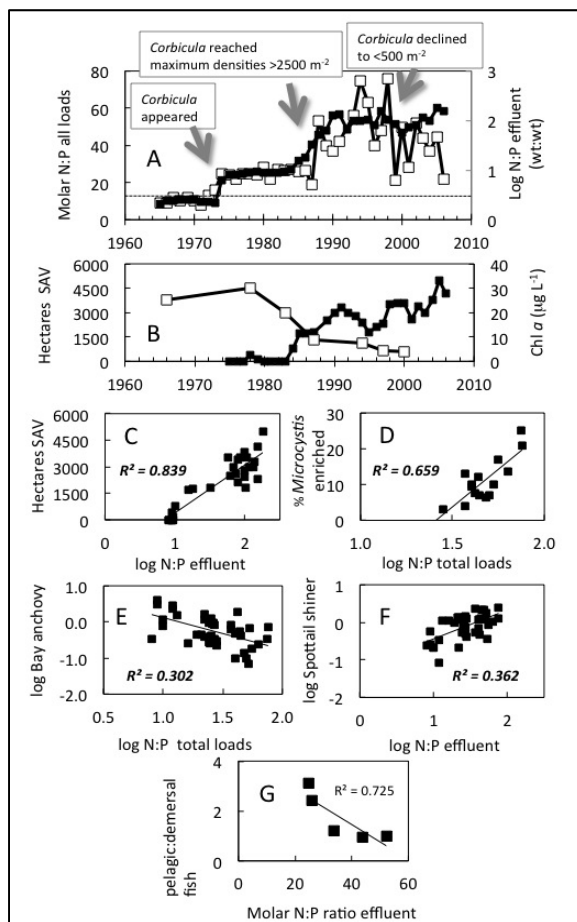 Corbicula reached
maximum densities >2500 m-2
Corbicula declined
to <500 m-2
Corbicula
appeared
Molar N:P all loads
80
60
40
20
0
A
3
2
1
0
Log N:P effluent
(wt:wt)
1960 1970 1980 1990 2000 2010
Hectares SAV
6000
4500
3000
1500
0
B
40
30
20
10
0
Chl a (µg L-1)
1960 1970 1980 1990 2000 2010
Hectares SAV
6000
4500
3000
1500
0
C
R² = 0.839
0 1 2 3
log N:P effluent
% Microcystis
enriched
30
20
10
0
D
R² = 0.659
1.0 1.5 2.0
log N:P total loads
log Bay anchovy
1.0
0.0
-1.0
-2.0
E
R² = 0.302
0.5 1.0 1.5 2.0
log N:P total loads
log Spottail shiner
1
0
-1
-2
F
R² = 0.362
0 1 2
log N:P effluent
pelagic:demersal
fish
4
2
0
G
R² = 0.725
0 20 40 60
Molar N:P ratio effluent